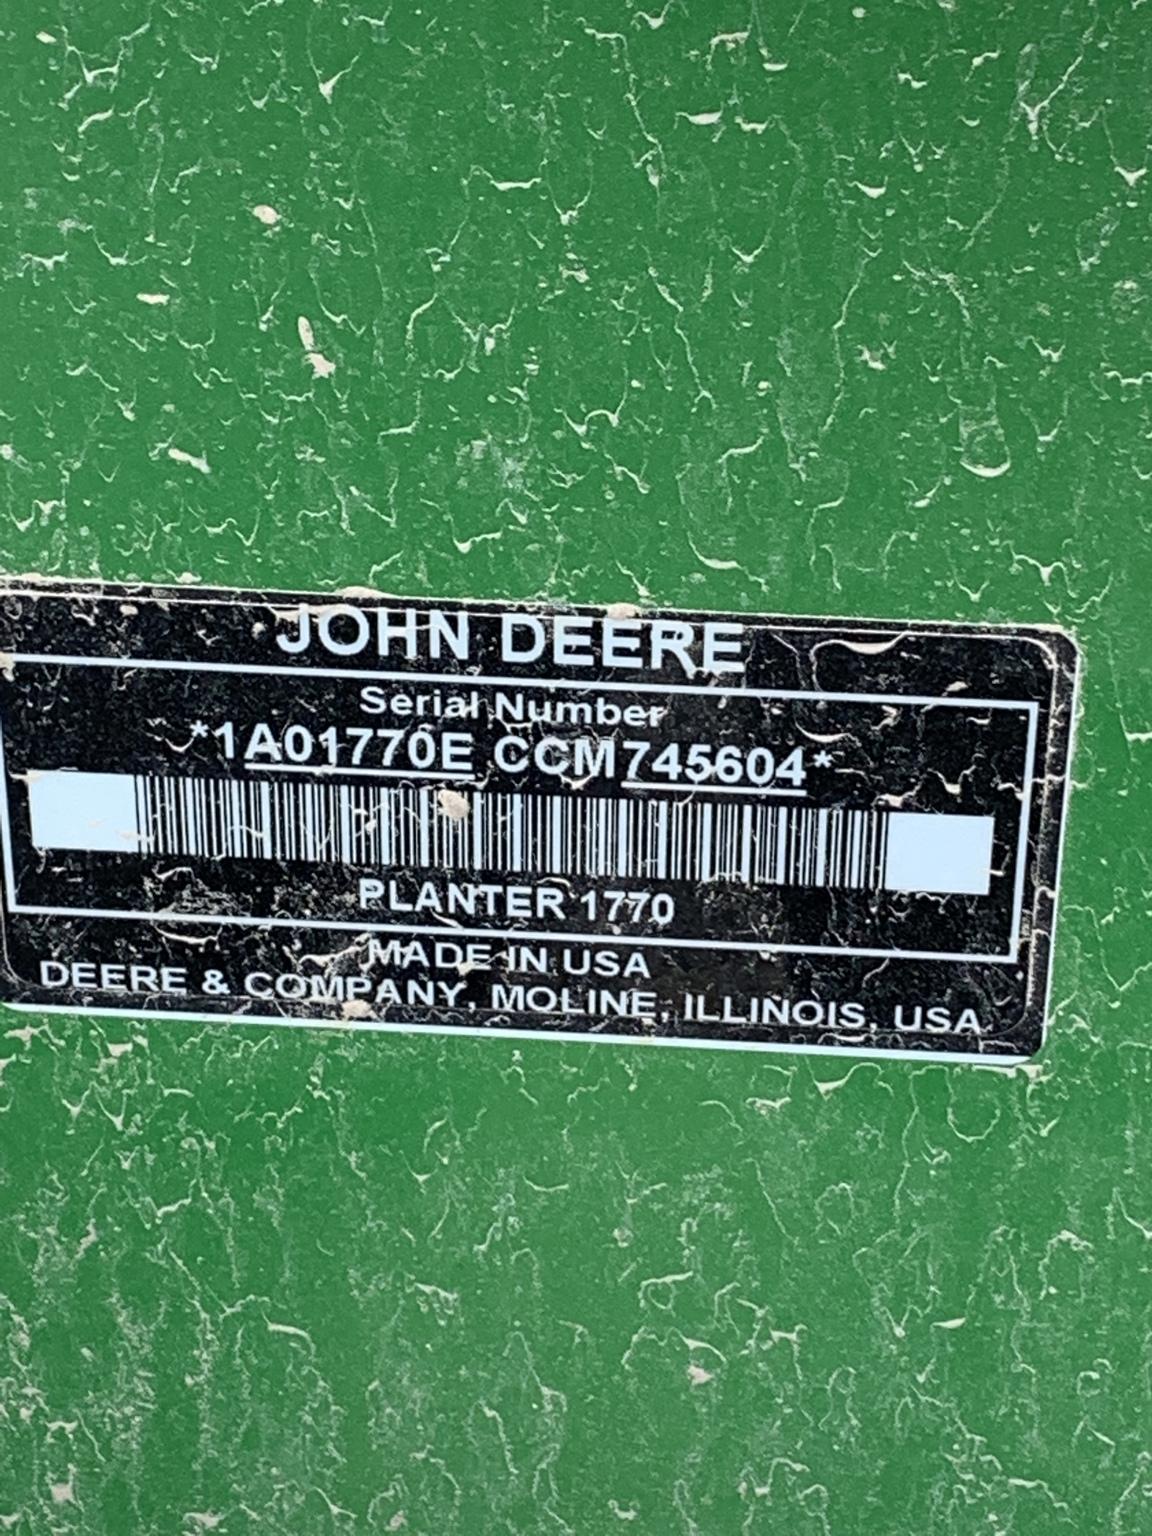 JOHN DEERE
Serial Number
*1A01770E CCM745604*
PLANTER 1770
MADE IN USA
DEERE & COMPANY, MOLINE, ILLINOIS, USA